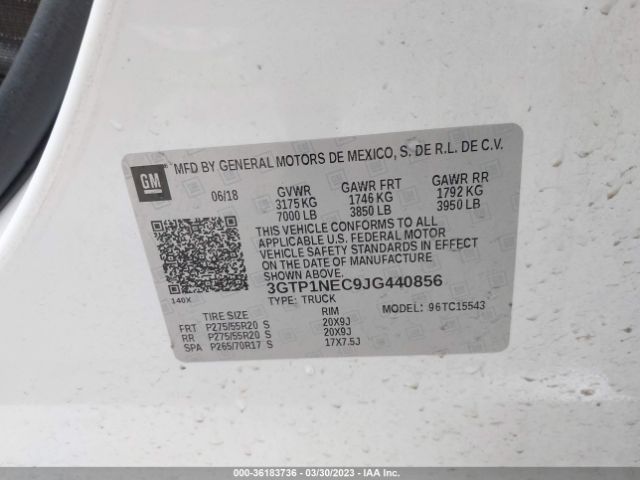 GM
MFD BY GENERAL MOTORS DE MEXICO, S. DE R.L. DE C.V.
06/18 GVWR GAWR FRT GAWR RR
3175 KG 1746 KG 1792 KG
7000 LB 3850 LB 3950 LB
THIS VEHICLE CONFORMS TO ALL
APPLICABLE U.S. FEDERAL MOTOR
VEHICLE SAFETY STANDARDS IN EFFECT ON THE DATE OF MANUFACTURE
SHOWN ABOVE.
140X 3GTP1NEC9JG440856
TYPE: TRUCK MODEL: 96TC15543
TIRE SIZE RIM
FRT P275/55R20 S 20X9J
RR P275/55R20 S 20X9J
SPA P265/70R17 S 17X7.5J
000-36183736 — 03/30/2023 — IAAI.COM